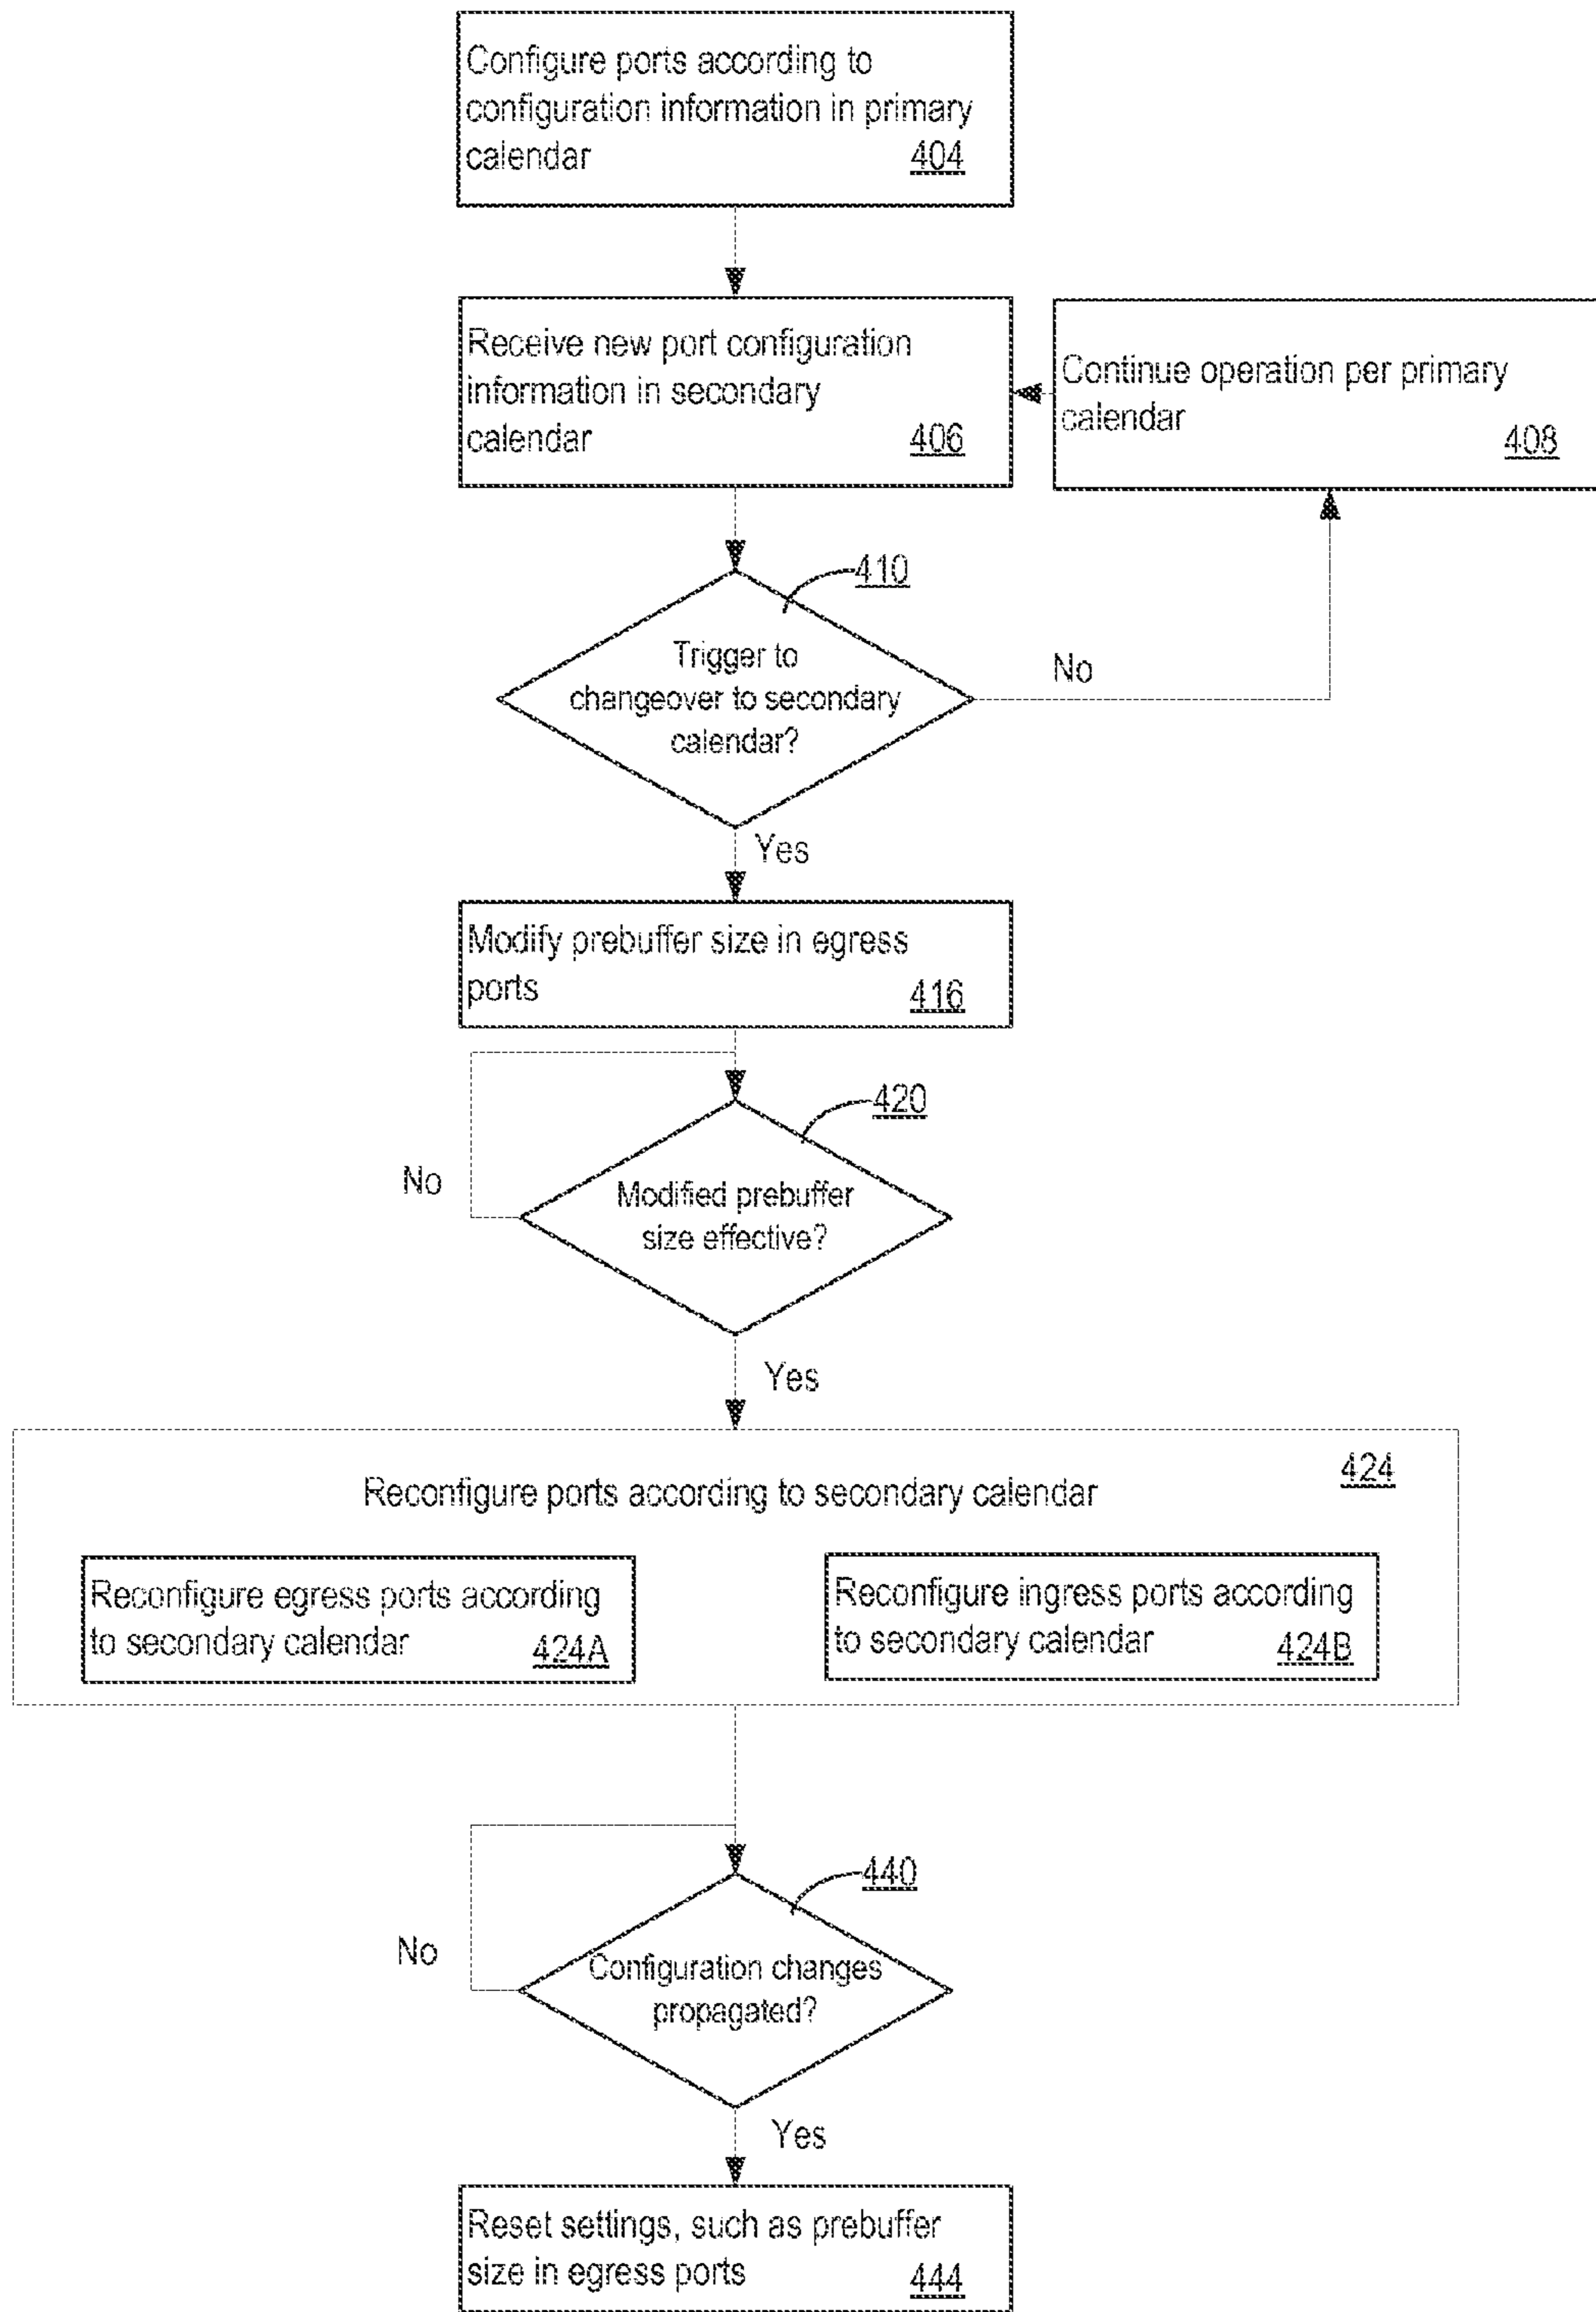 Configure ports according to
configuration information in primary
calendar 404
Receive new port configuration
information in secondary
calendar 406
Continue operation per primary
calendar 408
410
Trigger to
changeover to secondary
calendar?
No
Yes
Modify prebuffer size in egress
ports 416
420
No
Modified prebuffer
size effective?
Yes
424
Reconfigure ports according to secondary calendar
Reconfigure egress ports according
to secondary calendar 424A
Reconfigure ingress ports according
to secondary calendar 424B
440
No
Configuration changes
propagated?
Yes
Reset settings, such as prebuffer
size in egress ports 444